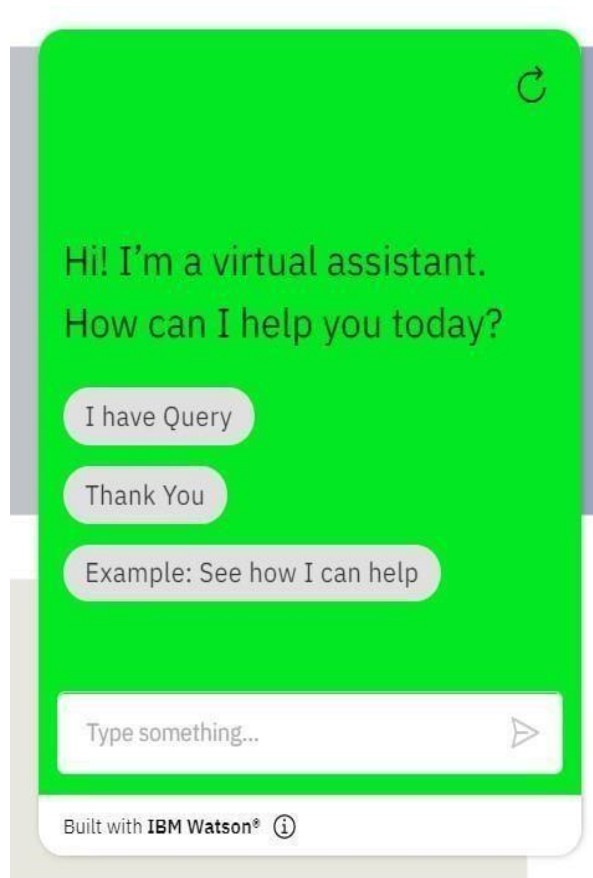 Hi! I'm a virtual assistant.
How can I help you today?
I have Query
Thank You
Example: See how I can help
Type something...
Built with IBM Watson®